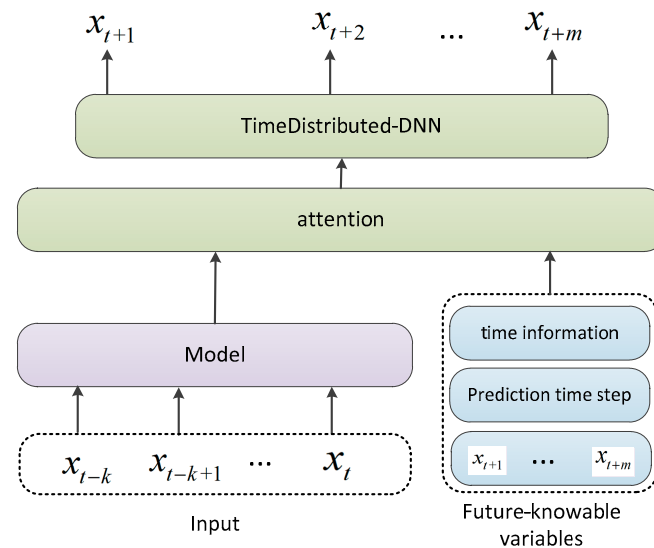 x_{t+1} x_{t+2} ... x_{t+m}
TimeDistributed-DNN
attention
time information
Model
Prediction time step
x_{t-k} x_{t-k+1} ... x_t
x_{t+1} ... x_{t+m}
Input
Future-knowable
variables